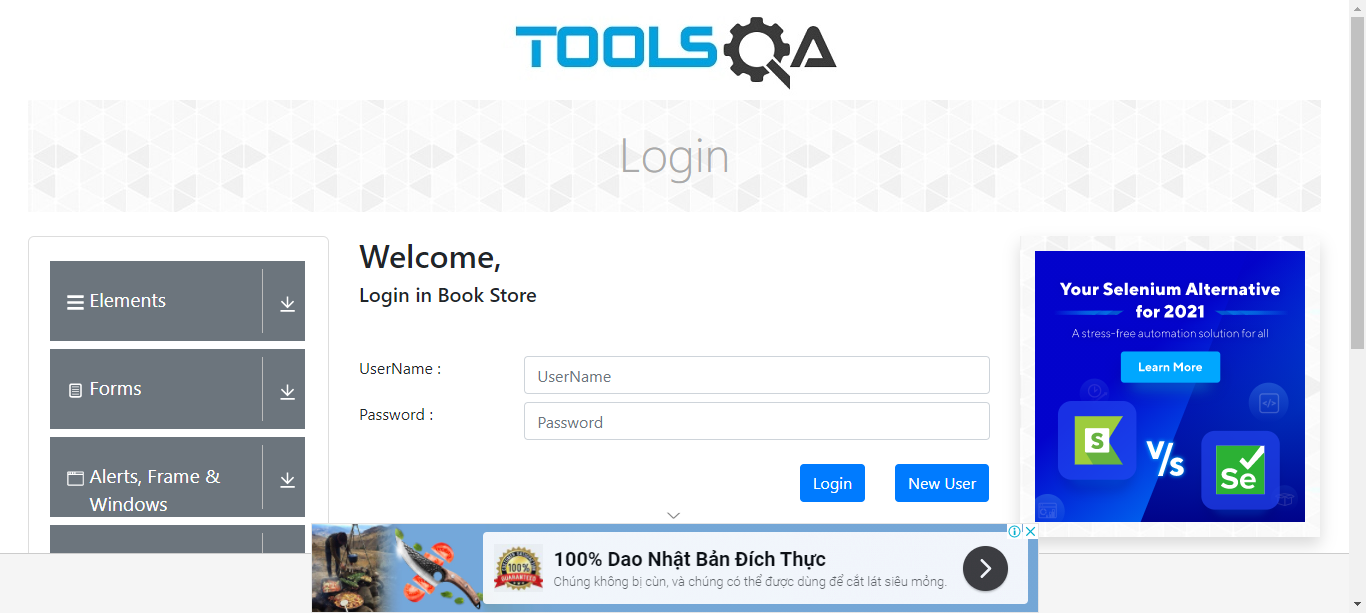 TOOLSQA
Login
Elements
Forms
Alerts, Frame &
Windows
Welcome,
Login in Book Store
UserName :
UserName
Password :
Password
Login
New User
Your Selenium Alternative
for 2021
A stress-free automation solution for all
Learn More
S
V/s
Se
100%
GUARANTEED
100% Dao Nhật Bản Đích Thực
Chúng không bị cùn, và chúng có thể được dùng để cắt lát siêu mỏng.